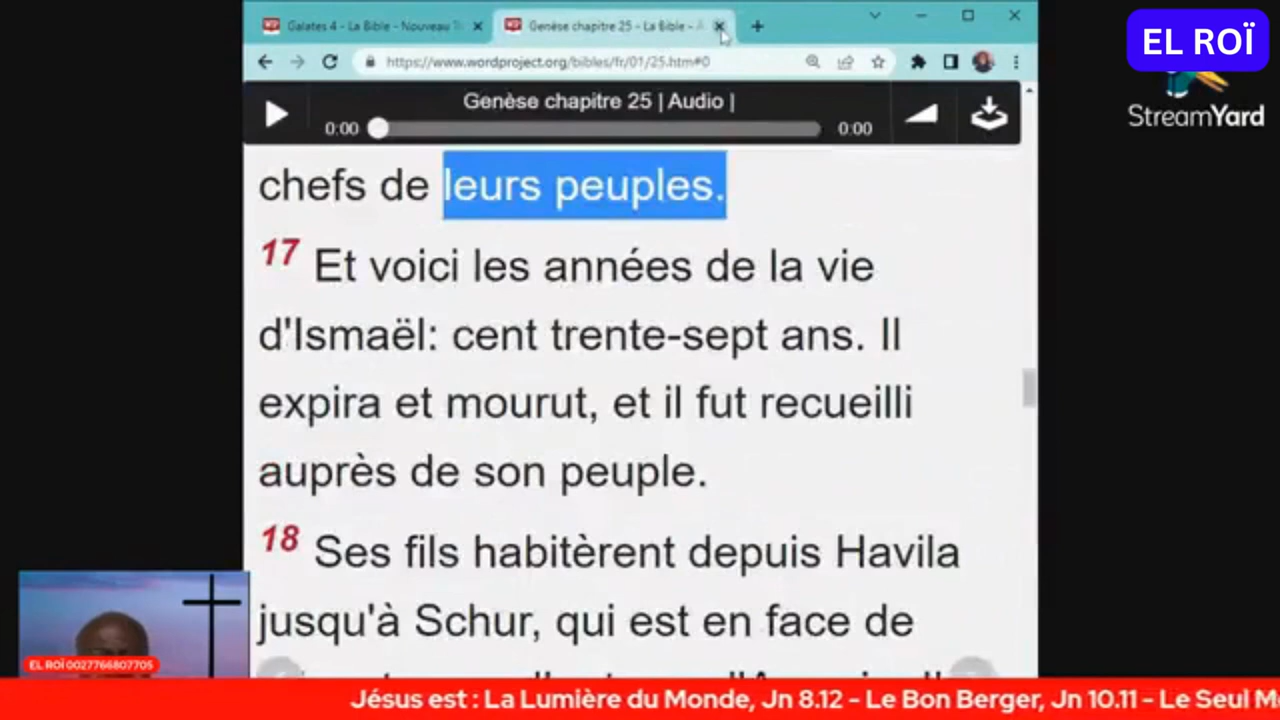 Galates 4 - La Bible - Nouveau
Genèse chapitre 25 - La Bible - A
EL ROÏ
https://www.wordproject.org/bibles/fr/01/25.htm#0
StreamYard
Genèse chapitre 25 | Audio |
0:00
0:00
chefs de leurs peuples.
17 Et voici les années de la vie
d'Ismaël: cent trente-sept ans. Il
expira et mourut, et il fut recueilli
auprès de son peuple.
18 Ses fils habitèrent depuis Havila
jusqu'à Schur, qui est en face de
EL ROÏ 0027766807705
Jésus est : La Lumière du Monde, Jn 8.12 - Le Bon Berger, Jn 10.11 - Le Seul M